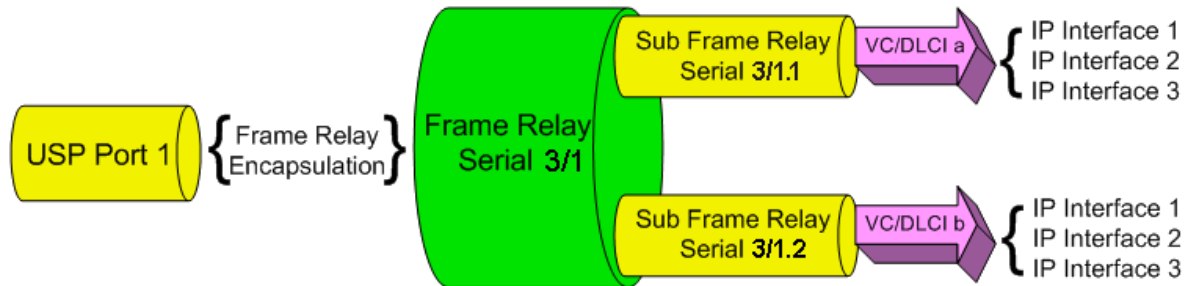 USP Port 1
{ Frame Relay
Encapsulation }
Frame Relay
Serial 3/1
Sub Frame Relay
Serial 3/1.1
VC/DLCI a
{ IP Interface 1
IP Interface 2
IP Interface 3
Sub Frame Relay
Serial 3/1.2
VC/DLCI b
{ IP Interface 1
IP Interface 2
IP Interface 3